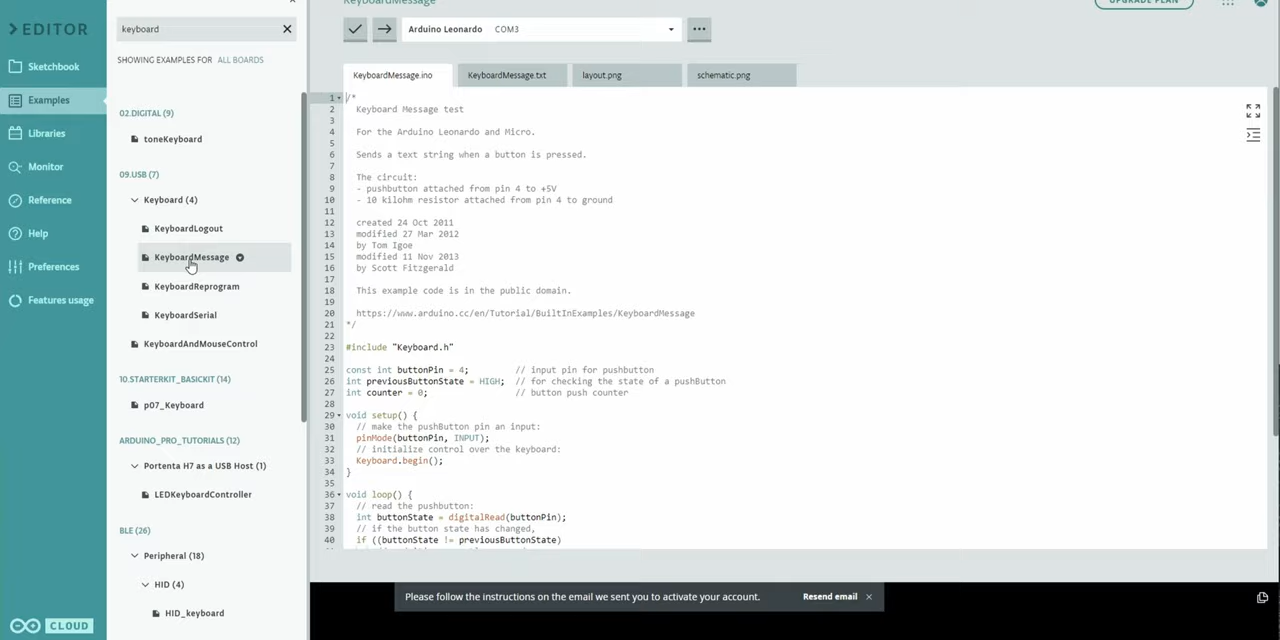 EDITOR
Sketchbook
Examples
Libraries
Monitor
Reference
Help
Preferences
Features usage
CLOUD
keyboard
SHOWING EXAMPLES FOR ALL BOARDS
02.DIGITAL (9)
toneKeyboard
09.USB (7)
Keyboard (4)
KeyboardLogout
KeyboardMessage
KeyboardReprogram
KeyboardSerial
KeyboardAndMouseControl
10.STARTERKIT_BASICKIT (14)
p07_Keyboard
ARDUINO_PRO_TUTORIALS (12)
Portenta H7 as a USB Host (1)
LEDKeyboardController
BLE (26)
Peripheral (18)
HID (4)
HID_keyboard
KeyboardMessage
UPGRADE PLAN
Arduino Leonardo COM3
KeyboardMessage.ino KeyboardMessage.txt layout.png schematic.png
1 /*
2 Keyboard Message test
3
4 For the Arduino Leonardo and Micro.
5
6 Sends a text string when a button is pressed.
7
8 The circuit:
9 - pushbutton attached from pin 4 to +5V
10 - 10 kilohm resistor attached from pin 4 to ground
11
12 created 24 Oct 2011
13 modified 27 Mar 2012
14 by Tom Igoe
15 modified 11 Nov 2013
16 by Scott Fitzgerald
17
18 This example code is in the public domain.
19
20 https://www.arduino.cc/en/Tutorial/BuiltInExamples/KeyboardMessage
21 */
22
23 #include "Keyboard.h"
24
25 const int buttonPin = 4; // input pin for pushbutton
26 int previousButtonState = HIGH; // for checking the state of a pushButton
27 int counter = 0; // button push counter
28
29 void setup() {
30 // make the pushButton pin an input:
31 pinMode(buttonPin, INPUT);
32 // initialize control over the keyboard:
33 Keyboard.begin();
34 }
35
36 void loop() {
37 // read the pushbutton:
38 int buttonState = digitalRead(buttonPin);
39 // if the button state has changed,
40 if ((buttonState != previousButtonState)
Please follow the instructions on the email we sent you to activate your account. Resend email